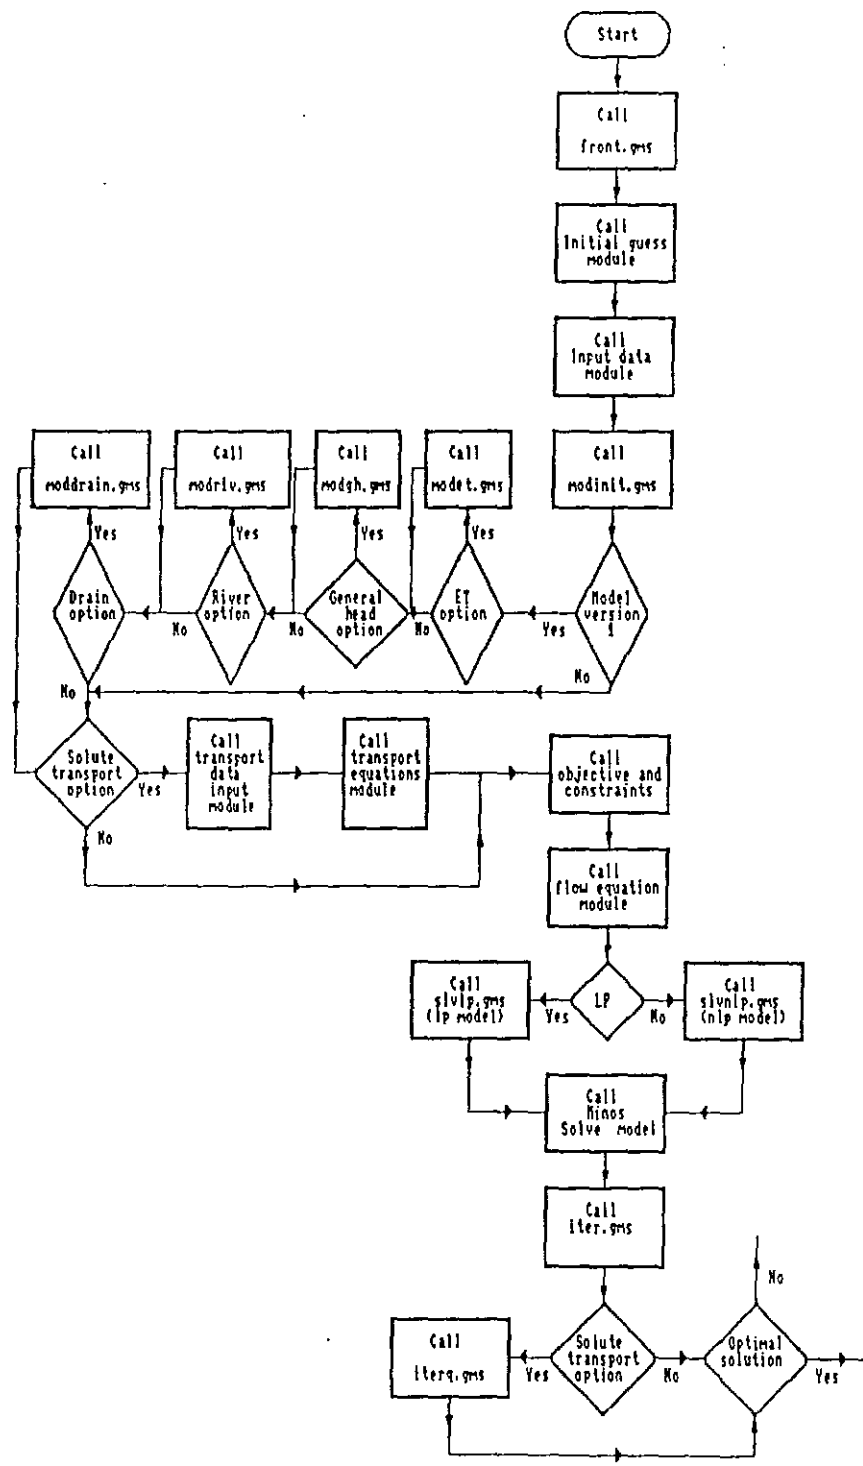 Start
Call
front.gms
Call
Initial guess
module
Call
Input data
module
Call
moddrain.gms
Call
modriv.gms
Call
modgh.gms
Call
modet.gms
Call
modinit.gms
Yes
Yes
Yes
Yes
Drain
option
River
option
General
head
option
ET
option
Model
version
1
No
No
No
Yes
No
No
Solute
transport
option
Yes
Call
transport
data
input
module
Call
transport
equations
module
Call
objective and
constraints
No
Call
flow equation
module
Call
slvlp.gms
(lp model)
Yes
LP
No
Call
slvnlp.gms
(nlp model)
Call
Minos
Solve model
Call
iter.gms
No
Call
iterq.gms
Yes
Solute
transport
option
No
Optimal
solution
Yes